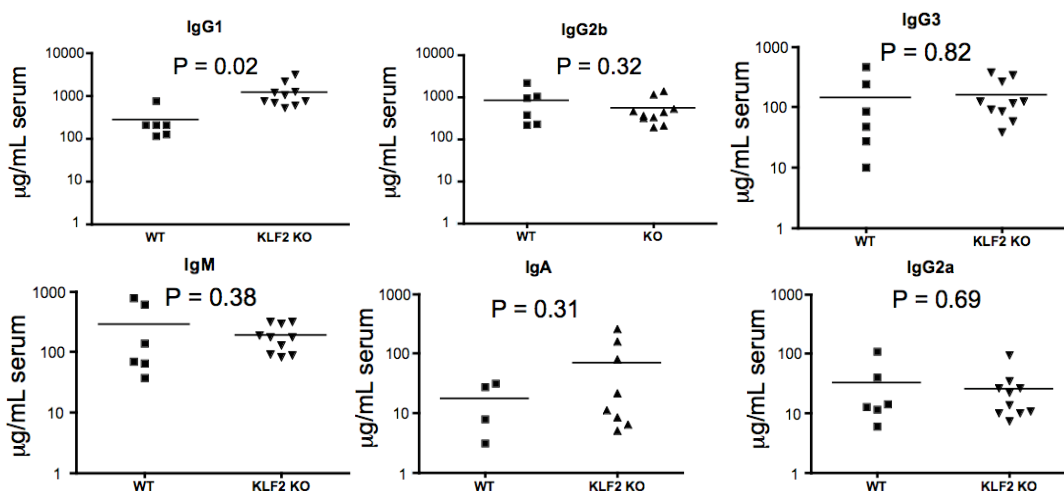 IgG1
10000
1000
100
10
1
P = 0.02
µg/mL serum
WT
KLF2 KO
IgG2b
10000
1000
100
10
1
P = 0.32
µg/mL serum
WT
KO
IgG3
1000
100
10
1
P = 0.82
µg/mL serum
WT
KLF2 KO
IgM
1000
100
10
1
P = 0.38
µg/mL serum
WT
KLF2 KO
IgA
1000
100
10
1
P = 0.31
µg/mL serum
WT
KLF2 KO
IgG2a
1000
100
10
1
P = 0.69
µg/mL serum
WT
KLF2 KO